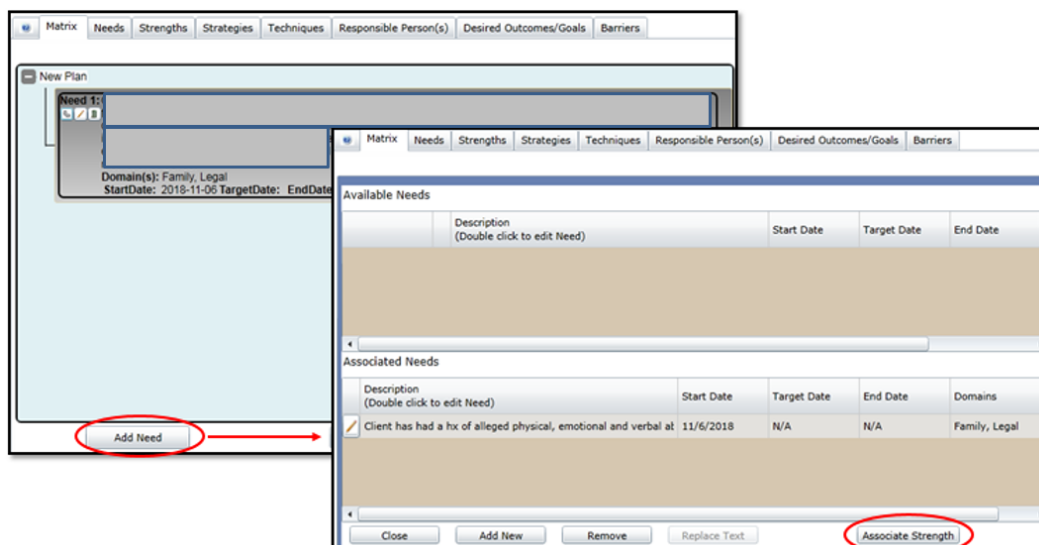 Matrix Needs Strengths Strategies Techniques Responsible Person(s) Desired Outcomes/Goals Barriers
New Plan
Need 1:
Domain(s): Family, Legal
StartDate: 2018-11-06 TargetDate: EndDate
Add Need
Matrix Needs Strengths Strategies Techniques Responsible Person(s) Desired Outcomes/Goals Barriers
Available Needs
Description
(Double click to edit Need) Start Date Target Date End Date
Associated Needs
Description
(Double click to edit Need) Start Date Target Date End Date Domains
Client has had a hx of alleged physical, emotional and verbal 11/6/2018 N/A N/A Family, Legal
Close Add New Remove Replace Text Associate Strength